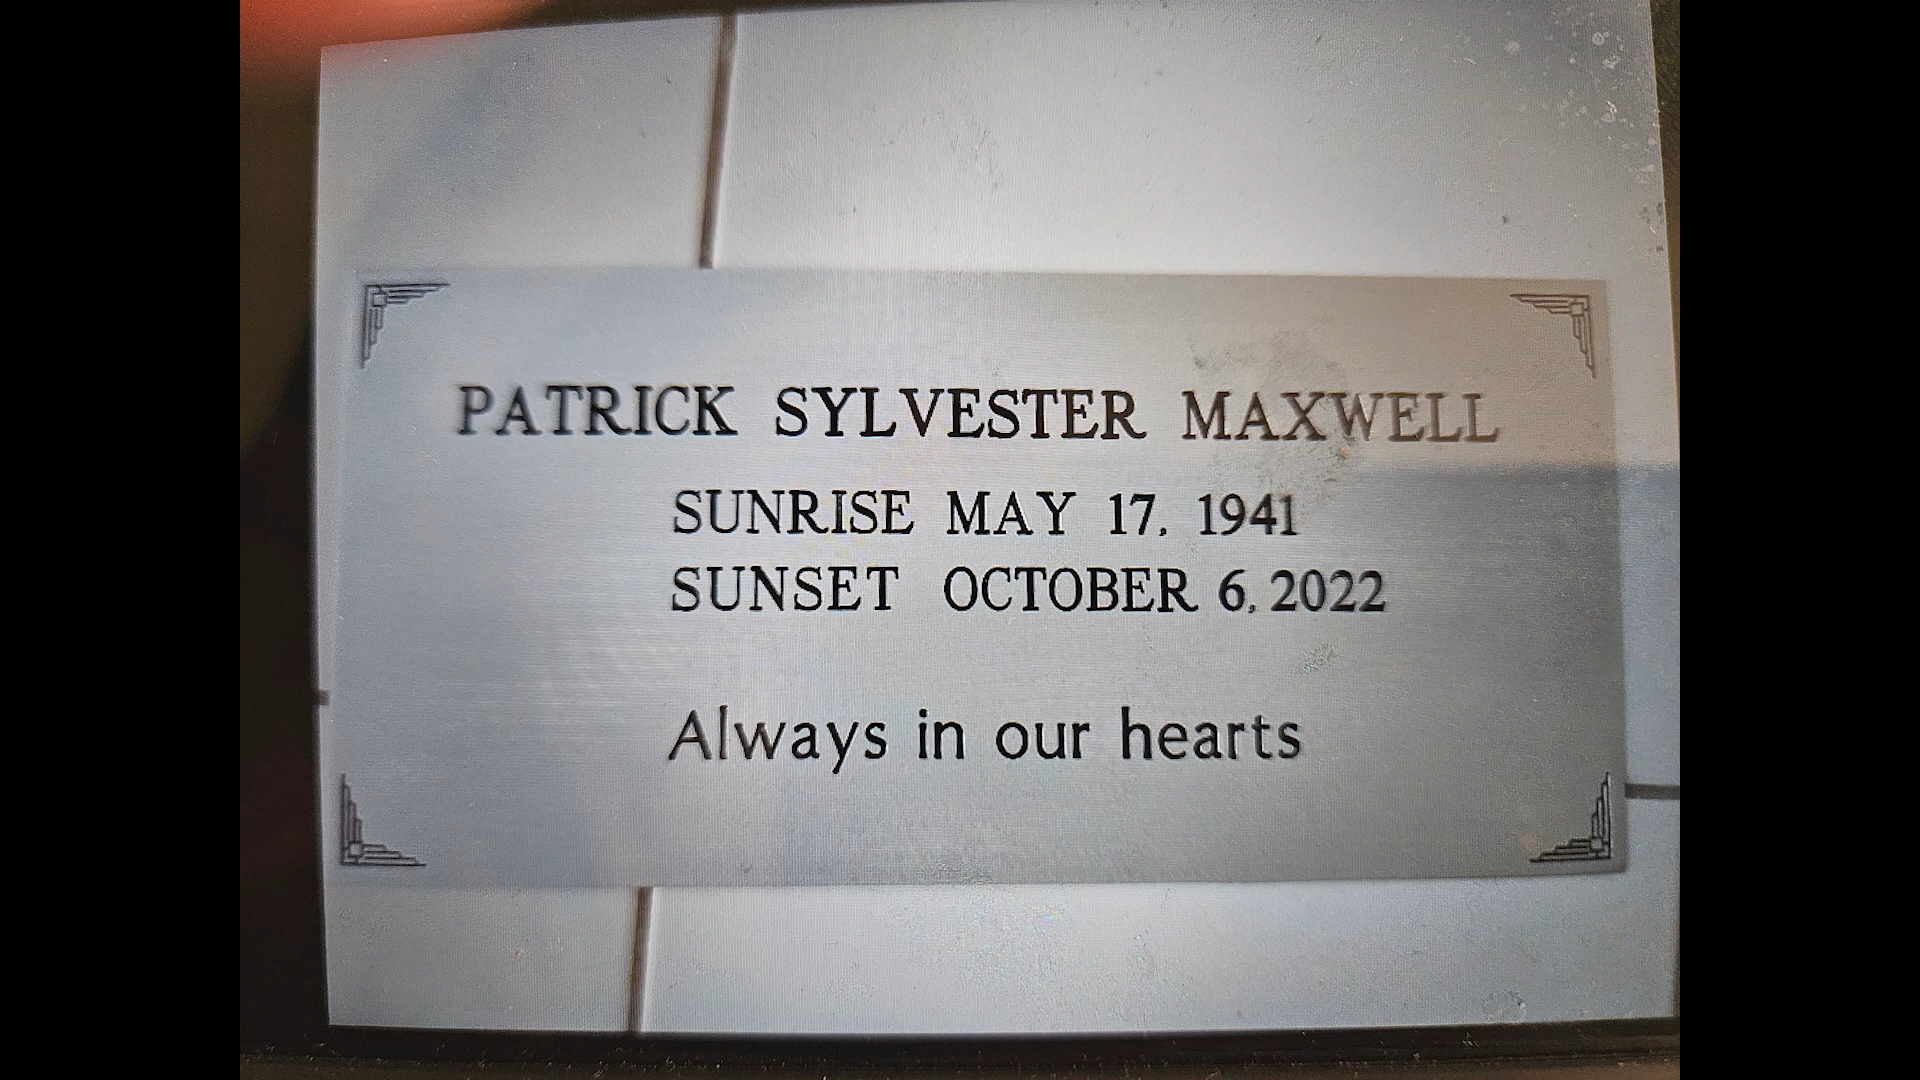 PATRICK SYLVESTER MAXWELL
SUNRISE MAY 17, 1941
SUNSET OCTOBER 6, 2022
Always in our hearts